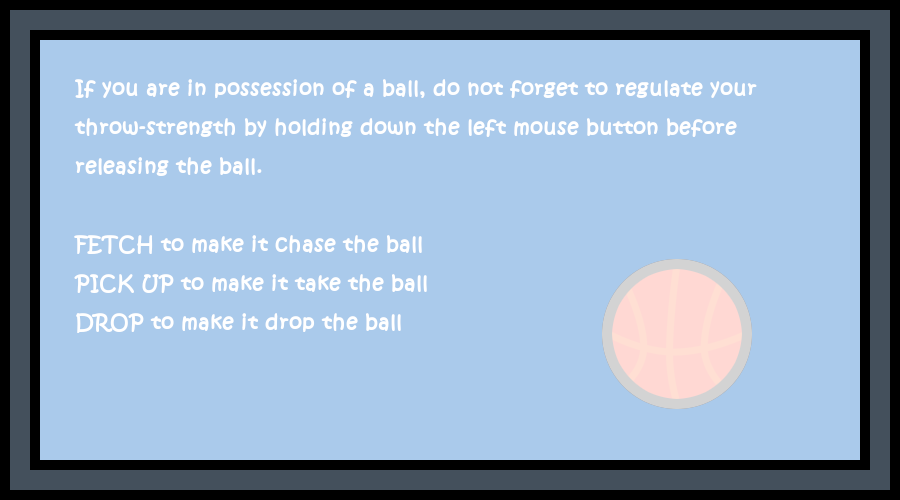 If you are in possession of a ball, do not forget to regulate your
throw-strength by holding down the left mouse button before
releasing the ball.
FETCH to make it chase the ball
PICK UP to make it take the ball
DROP to make it drop the ball